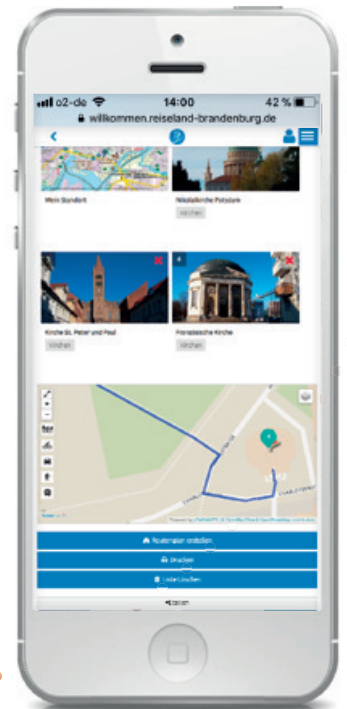 o2-de 14:00 42 %
willkommen.reiseland-brandenburg.de
Mein Standort
Nikolaikirche Potsdam
Kirchen
4
Kirche St. Peter und Paul
Französische Kirche
Kirchen
Kirchen
Routenplan erstellen
Drucken
Liste Löschen